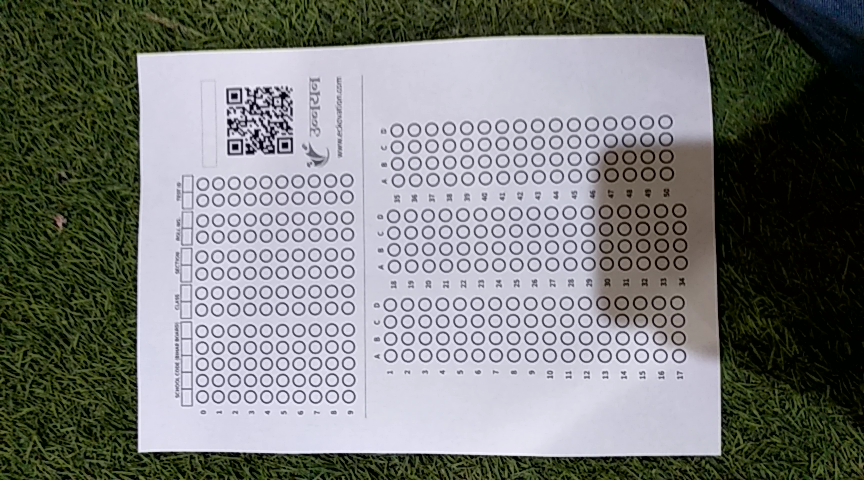 SCHOOL CODE (BIHAR BOARD) CLASS SECTION ROLL NO. TEST ID
0
1
2
3
4
5
6
7
8
9
www.eckovation.com
A B C D A B C D A B C D
1 18 35
2 19 36
3 20 37
4 21 38
5 22 39
6 23 40
7 24 41
8 25 42
9 26 43
10 27 44
11 28 45
12 29 46
13 30 47
14 31 48
15 32 49
16 33 50
17 34